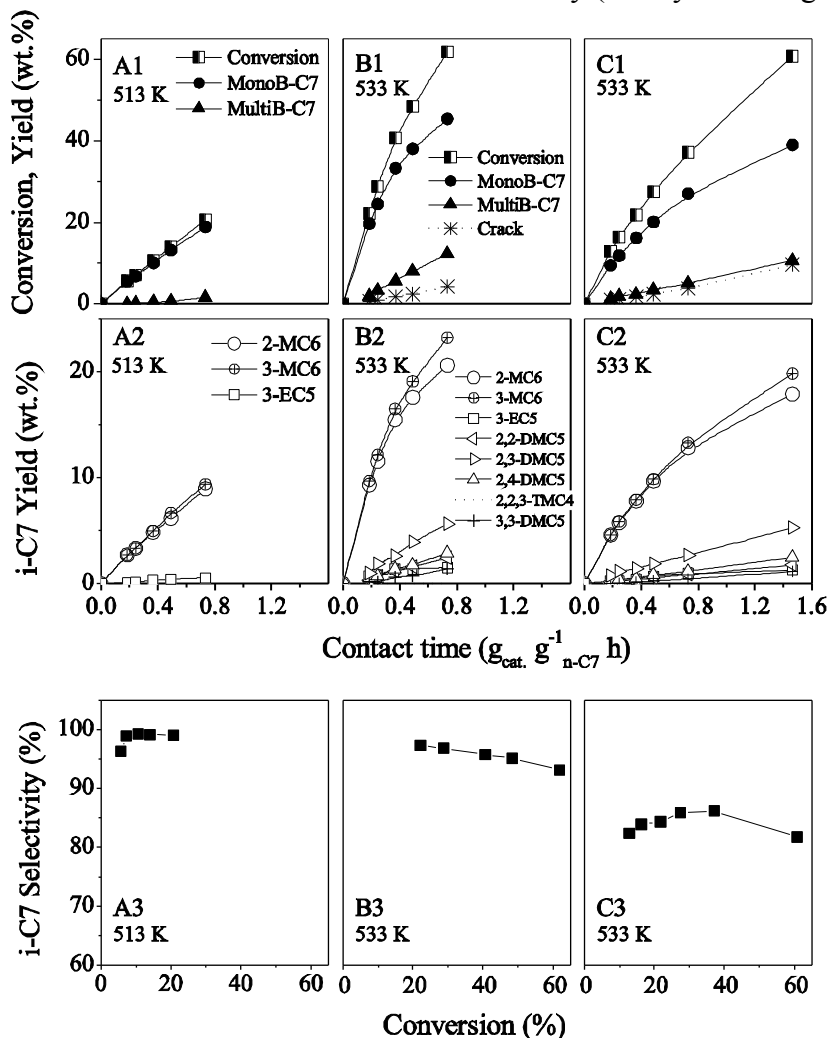 A1
513 K
Conversion
MonoB-C7
MultiB-C7
B1
533 K
Conversion
MonoB-C7
MultiB-C7
Crack
C1
533 K
Conversion, Yield (wt.%)
60
40
20
0
A2
513 K
2-MC6
3-MC6
3-EC5
B2
533 K
2-MC6
3-MC6
3-EC5
2,2-DMC5
2,3-DMC5
2,4-DMC5
2,2,3-TMC4
3,3-DMC5
C2
533 K
i-C7 Yield (wt.%)
20
10
0
0.0 0.4 0.8 1.2 0.0 0.4 0.8 1.2 0.0 0.4 0.8 1.2 1.6
Contact time (g_cat. g^-1_n-C7 h)
i-C7 Selectivity (%)
100
90
80
70
60
A3
513 K
B3
533 K
C3
533 K
0 20 40 60 0 20 40 60 0 20 40 60
Conversion (%)